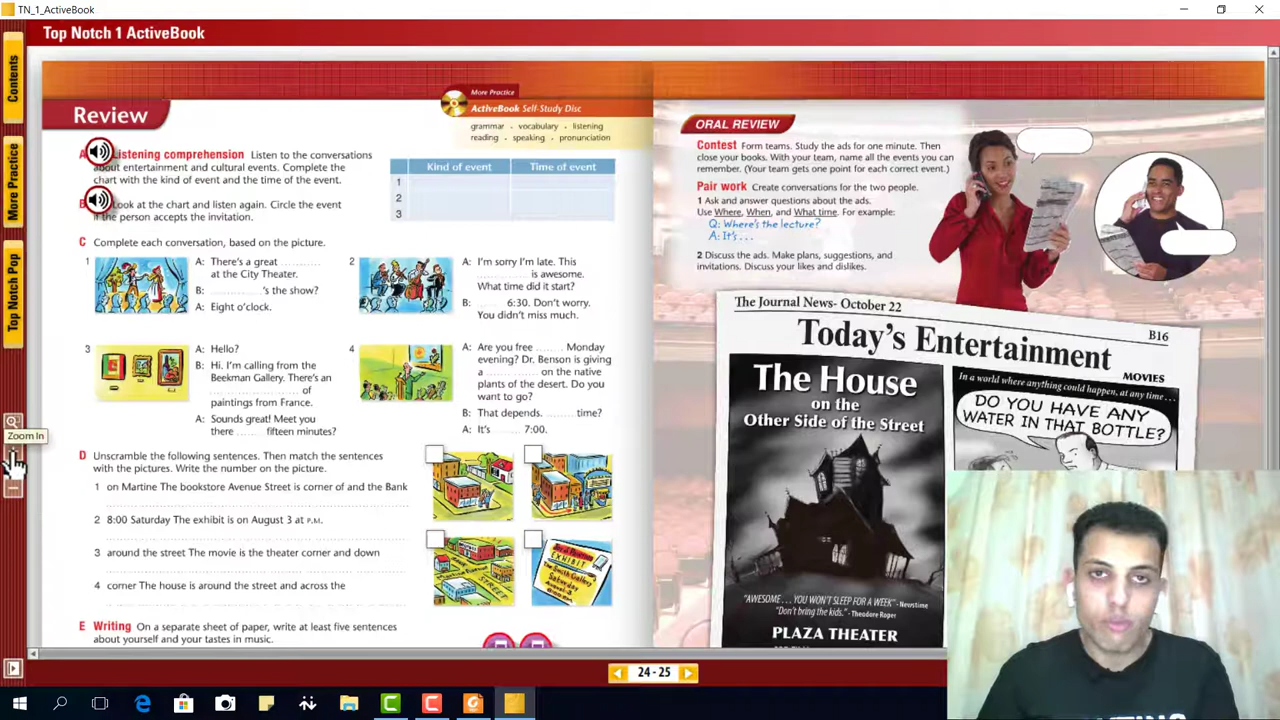 TN_1_ActiveBook
Top Notch 1 ActiveBook
Contents
More Practice
Top Notch Pop
Zoom In
Review
More Practice
ActiveBook Self-Study Disc
grammar · vocabulary · listening
reading · speaking · pronunciation
A Listening comprehension Listen to the conversations
about entertainment and cultural events. Complete the
chart with the kind of event and the time of the event.
Kind of event Time of event
1
2
3
Look at the chart and listen again. Circle the event
if the person accepts the invitation.
C Complete each conversation, based on the picture.
1 A: There's a great ..........
at the City Theater.
B: .............'s the show?
A: Eight o'clock.
2 A: I'm sorry I'm late. This
............. is awesome.
What time did it start?
B: ....... 6:30. Don't worry.
You didn't miss much.
3 A: Hello?
B: Hi. I'm calling from the
Beekman Gallery. There's an
................... of
paintings from France.
A: Sounds great! Meet you
there ....... fifteen minutes?
4 A: Are you free ....... Monday
evening? Dr. Benson is giving
a ............. on the native
plants of the desert. Do you
want to go?
B: That depends. ....... time?
A: It's ....... 7:00.
D Unscramble the following sentences. Then match the sentences
with the pictures. Write the number on the picture.
1 on Martine The bookstore Avenue Street is corner of and the Bank
2 8:00 Saturday The exhibit is on August 3 at P.M.
3 around the street The movie is the theater corner and down
4 corner The house is around the street and across the
STREET
EXHIBIT
The Smith Gallery
Saturday
E Writing On a separate sheet of paper, write at least five sentences
about yourself and your tastes in music.
ORAL REVIEW
Contest Form teams. Study the ads for one minute. Then
close your books. With your team, name all the events you can
remember. (Your team gets one point for each correct event.)
Pair work Create conversations for the two people.
1 Ask and answer questions about the ads.
Use Where, When, and What time. For example:
Q: Where's the lecture?
A: It's...
2 Discuss the ads. Make plans, suggestions, and
invitations. Discuss your likes and dislikes.
The Journal News- October 22
B16
Today's Entertainment
MOVIES
The House
on the
Other Side of the Street
"AWESOME . . . YOU WON'T SLEEP FOR A WEEK" - Newstime
"Don't bring the kids." - Theodore Roper
PLAZA THEATER
In a world where anything could happen, at any time . . .
DO YOU HAVE ANY
WATER IN THAT BOTTLE?
24 - 25